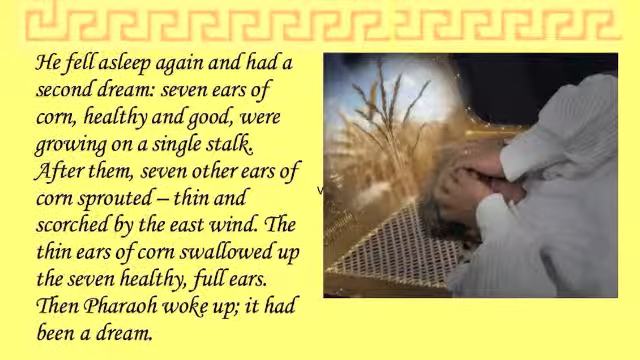 He fell asleep again and had a
second dream: seven ears of
corn, healthy and good, were
growing on a single stalk.
After them, seven other ears of
corn sprouted – thin and
scorched by the east wind. The
thin ears of corn swallowed up
the seven healthy, full ears.
Then Pharaoh woke up; it had
been a dream.
v